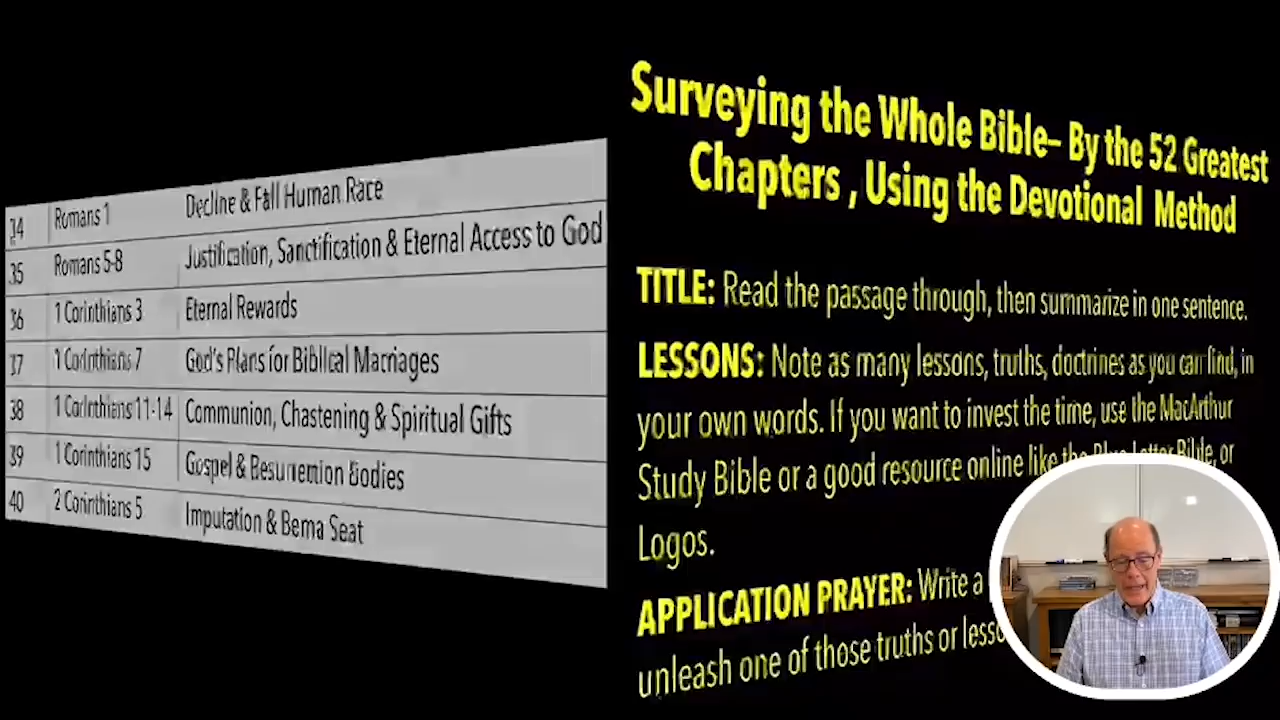 34 Romans 1 Decline & Fall Human Race
35 Romans 5-8 Justification, Sanctification & Eternal Access to God
36 1 Corinthians 3 Eternal Rewards
37 1 Corinthians 7 God's Plans for Biblical Marriages
38 1 Corinthians 11-14 Communion, Chastening & Spiritual Gifts
39 1 Corinthians 15 Gospel & Resurrection Bodies
40 2 Corinthians 5 Imputation & Bema Seat
Surveying the Whole Bible– By the 52 Greatest
Chapters , Using the Devotional Method
TITLE: Read the passage through, then summarize in one sentence.
LESSONS: Note as many lessons, truths, doctrines as you can find, in
your own words. If you want to invest the time, use the MacArthur
Study Bible or a good resource online like the Blue Letter Bible, or
Logos.
APPLICATION PRAYER: Write a
unleash one of those truths or